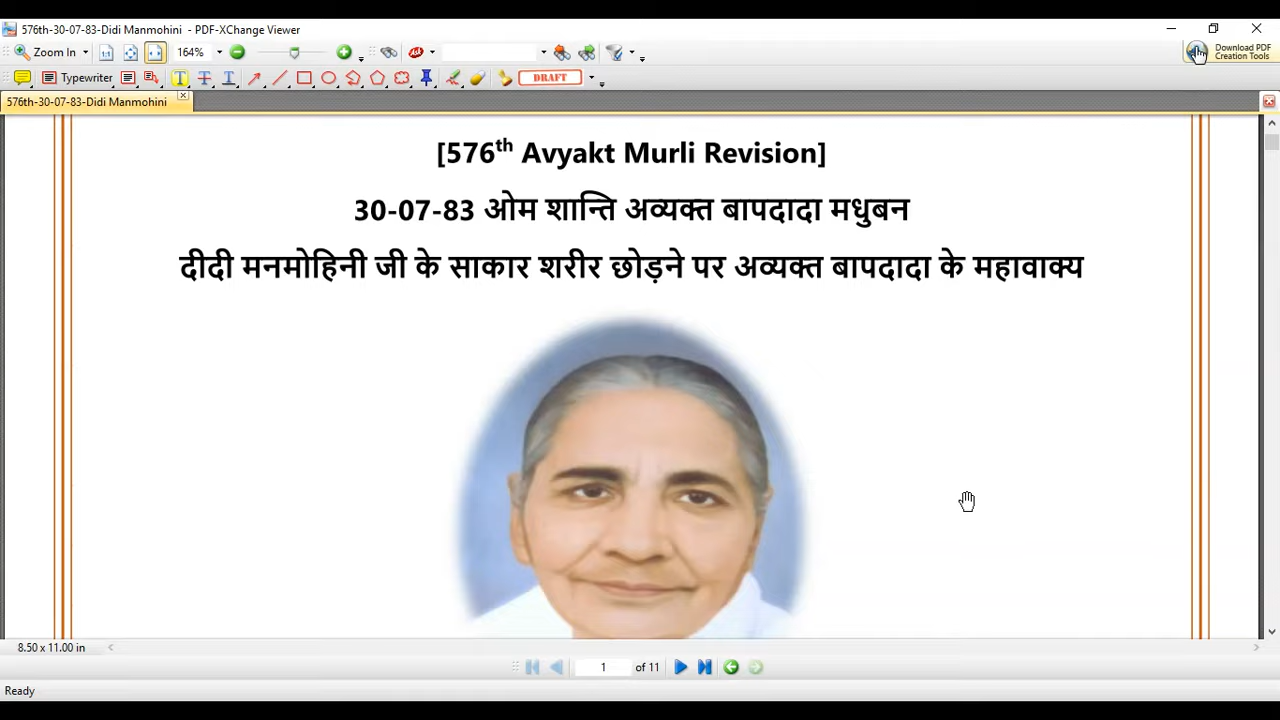 576th-30-07-83-Didi Manmohini - PDF-XChange Viewer
Zoom In 164% Download PDF
Creation Tools
Typewriter DRAFT
576th-30-07-83-Didi Manmohini
[576th Avyakt Murli Revision]
30-07-83 ओम शान्ति अव्यक्त बापदादा मधुबन
दीदी मनमोहिनी जी के साकार शरीर छोड़ने पर अव्यक्त बापदादा के महावाक्य
8.50 x 11.00 in
1 of 11
Ready